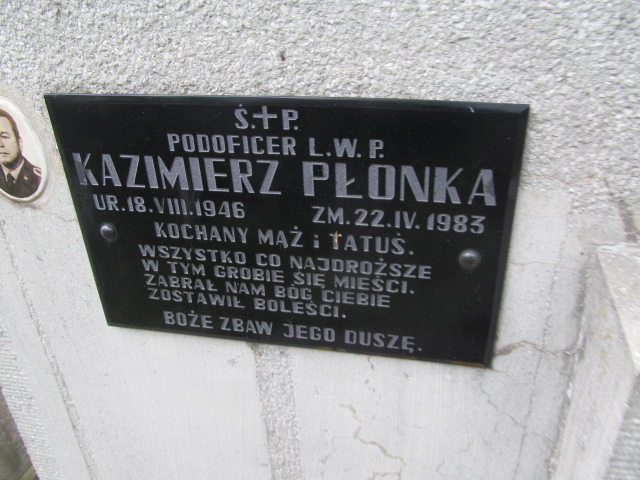 Ś.✝P.
PODOFICER L.W.P.
KAZIMIERZ PŁONKA
UR.18.VIII.1946 ZM.22.IV.1983
KOCHANY MĄŻ i TATUŚ.
WSZYSTKO CO NAJDROŻSZE
W TYM GROBIE SIĘ MIEŚCI.
ZABRAŁ NAM BÓG CIEBIE
ZOSTAWIŁ BOLEŚCI.
BOŻE ZBAW JEGO DUSZĘ.